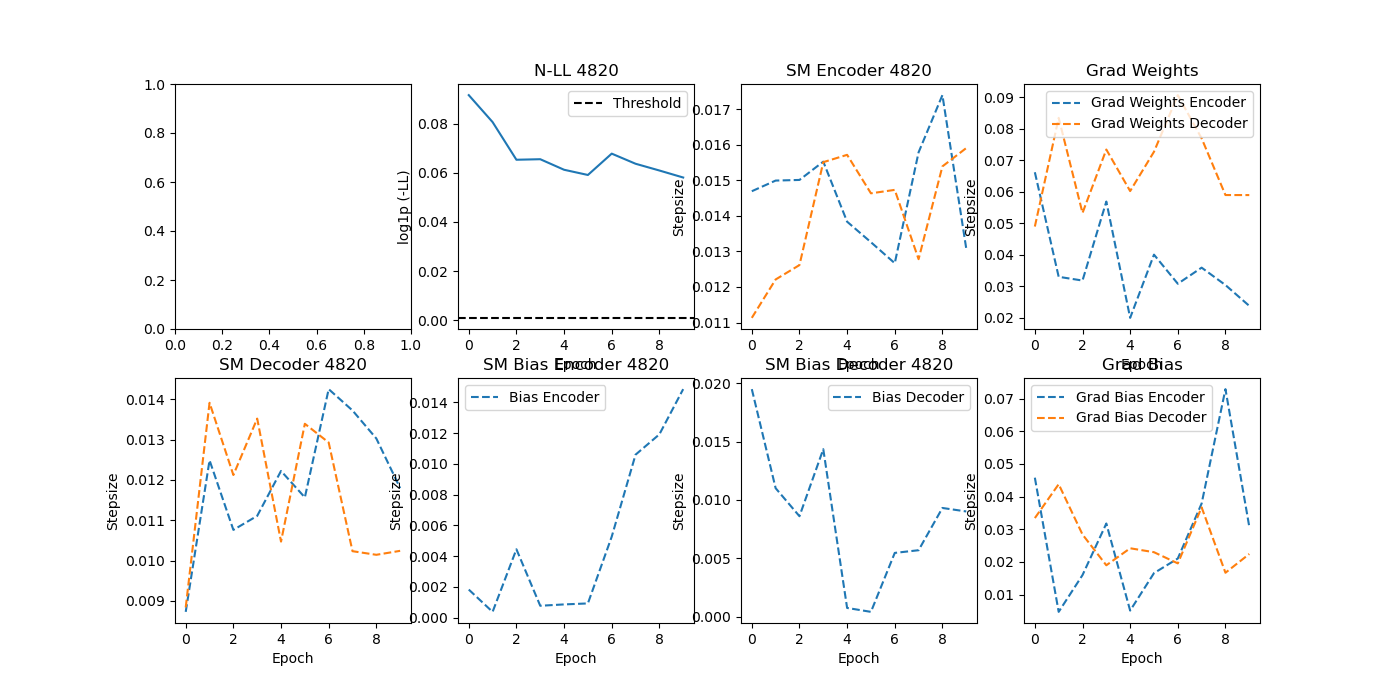 1.0
0.8
0.6
0.4
0.2
0.0
0.0 0.2 0.4 0.6 0.8 1.0
N-LL 4820
Threshold
log1p (-LL)
0.08
0.06
0.04
0.02
0.00
0 2 4 6 8
Epoch
SM Encoder 4820
Stepsize
0.017
0.016
0.015
0.014
0.013
0.012
0.011
0 2 4 6 8
Epoch
Grad Weights
Grad Weights Encoder
Grad Weights Decoder
Stepsize
0.09
0.08
0.07
0.06
0.05
0.04
0.03
0.02
0 2 4 6 8
Epoch
SM Decoder 4820
Stepsize
0.014
0.013
0.012
0.011
0.010
0.009
0 2 4 6 8
Epoch
SM Bias Encoder 4820
Bias Encoder
Stepsize
0.014
0.012
0.010
0.008
0.006
0.004
0.002
0.000
0 2 4 6 8
Epoch
SM Bias Decoder 4820
Bias Decoder
Stepsize
0.020
0.015
0.010
0.005
0.000
0 2 4 6 8
Epoch
Grad Bias
Grad Bias Encoder
Grad Bias Decoder
Stepsize
0.07
0.06
0.05
0.04
0.03
0.02
0.01
0 2 4 6 8
Epoch